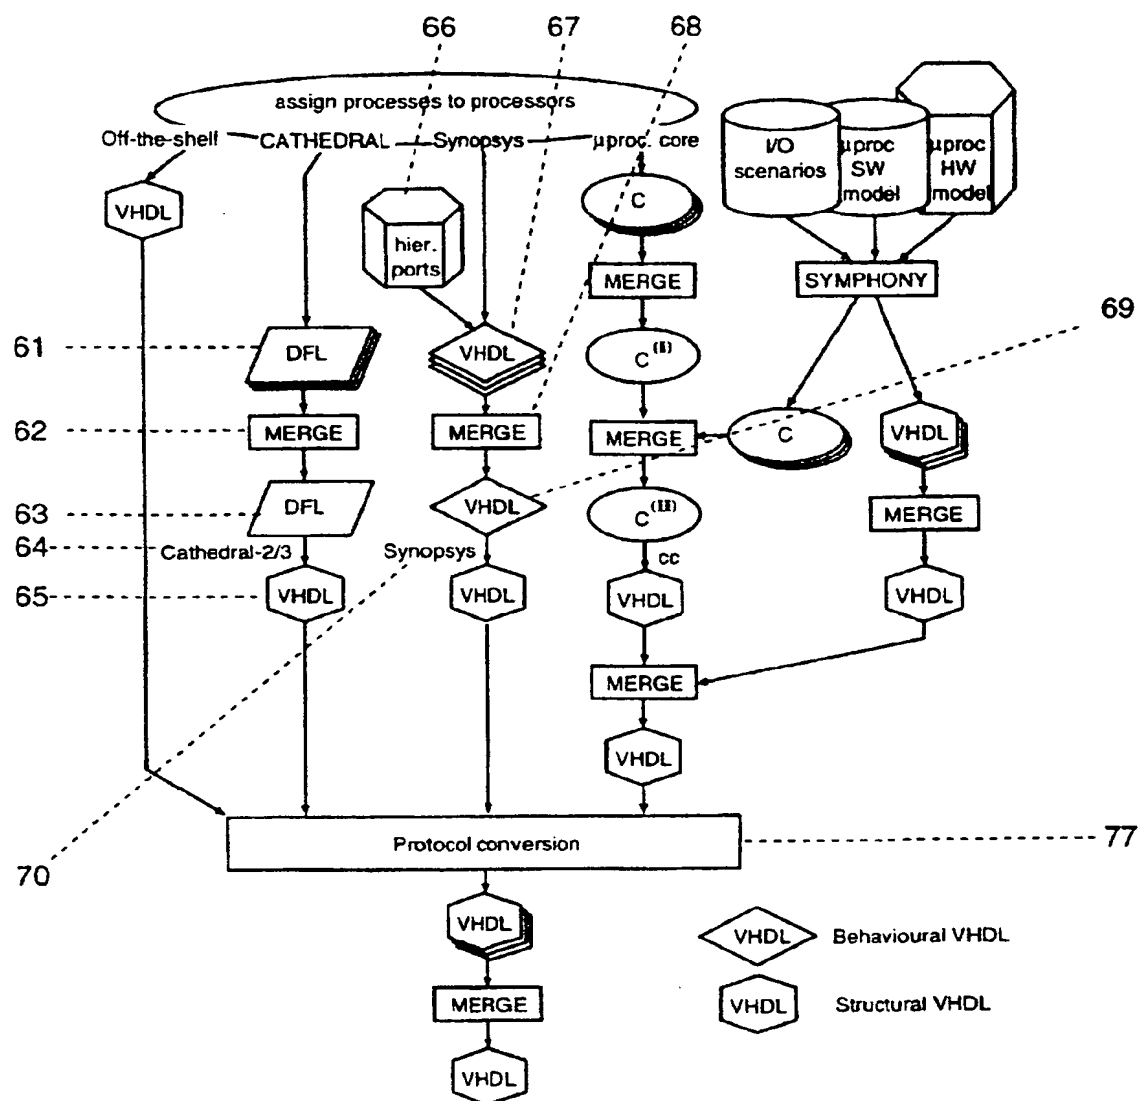 66
67
68
assign processes to processors
Off-the-shelf
CATHEDRAL
Synopsys
µproc. core
I/O
scenarios
µproc
SW
model
µproc
HW
model
VHDL
C
hier.
ports
MERGE
SYMPHONY
69
61
DFL
VHDL
C(II)
62
MERGE
MERGE
MERGE
C
VHDL
63
DFL
VHDL
C(III)
MERGE
64
Cathedral-2/3
Synopsys
cc
65
VHDL
VHDL
VHDL
VHDL
MERGE
VHDL
Protocol conversion
77
70
VHDL
VHDL
Behavioural VHDL
MERGE
VHDL
Structural VHDL
VHDL